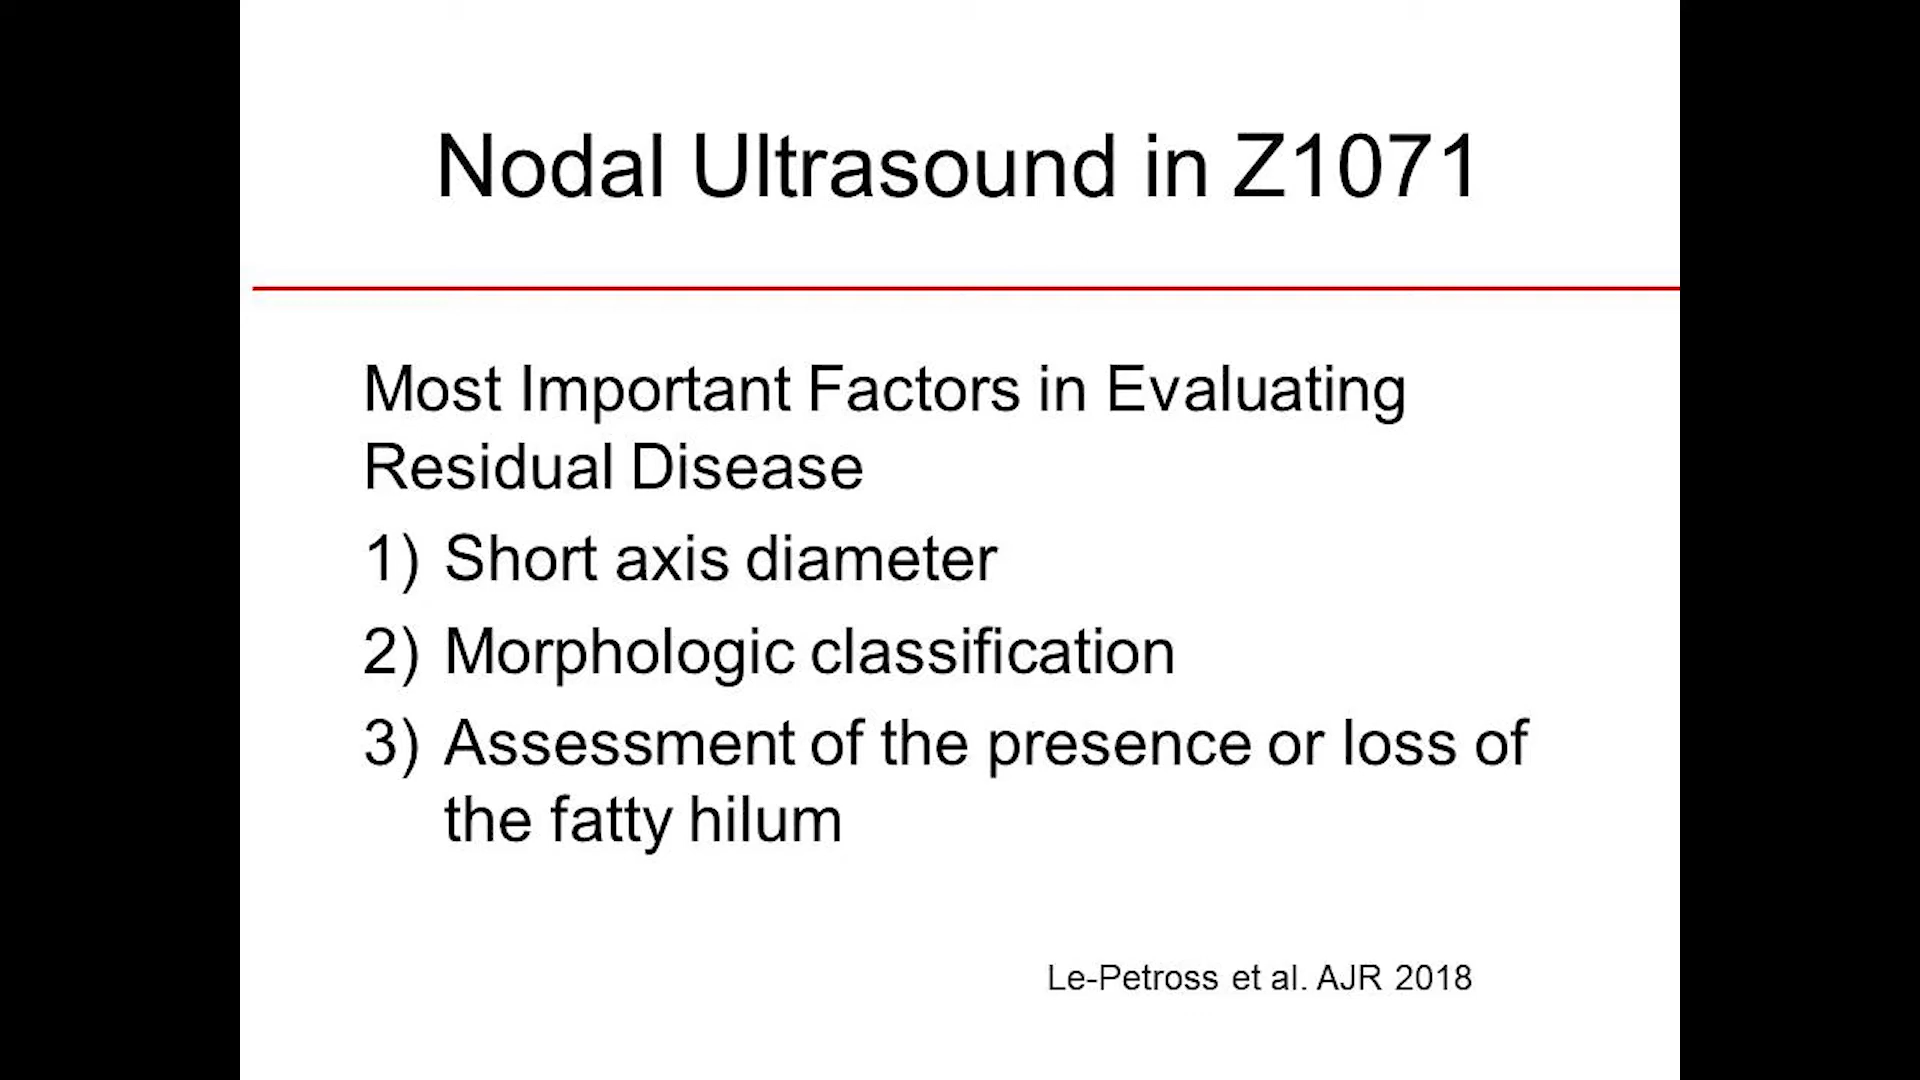 Nodal Ultrasound in Z1071
Most Important Factors in Evaluating
Residual Disease
1) Short axis diameter
2) Morphologic classification
3) Assessment of the presence or loss of
the fatty hilum
Le-Petross et al. AJR 2018